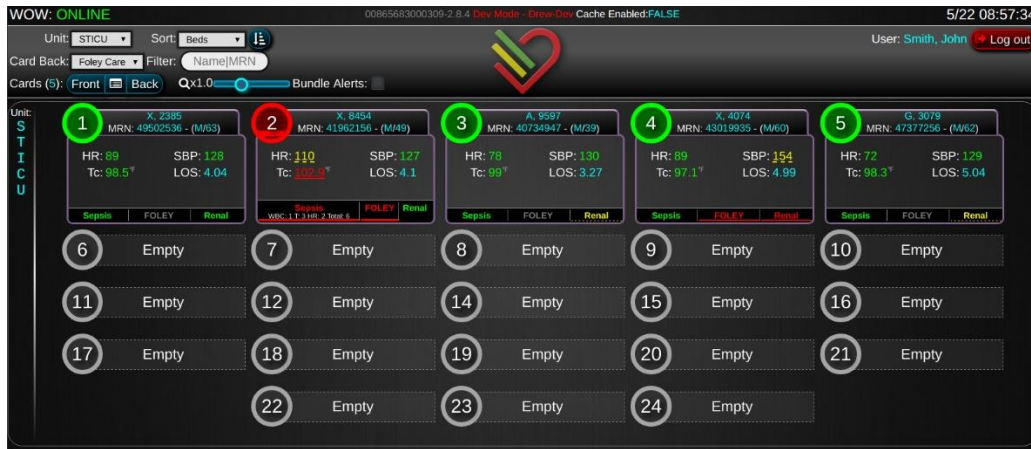 WOW: ONLINE
00865683000309-2.8.4 Dev Mode - Drew-Dev Cache Enabled:FALSE
5/22 08:57:34
Unit: STICU Sort: Beds
User: Smith, John Log out
Card Back: Foley Care Filter: Name|MRN
Cards (5): Front Back x1.0 Bundle Alerts:
Unit:
STICU
1
X, 2385
MRN: 49502536 - (M/63)
HR: 89 SBP: 128
Tc: 98.5°F LOS: 4.04
Sepsis FOLEY Renal
2
X, 8454
MRN: 41962156 - (M/49)
HR: 110 SBP: 127
Tc: 102.9°F LOS: 4.1
Sepsis FOLEY Renal
WBC: 1 T: 3 HR: 2 Total: 6
3
A, 9597
MRN: 40734947 - (M/39)
HR: 78 SBP: 130
Tc: 99°F LOS: 3.27
Sepsis FOLEY Renal
4
X, 4074
MRN: 43019935 - (M/60)
HR: 89 SBP: 154
Tc: 97.1°F LOS: 4.99
Sepsis FOLEY Renal
5
G, 3079
MRN: 47377256 - (M/62)
HR: 72 SBP: 129
Tc: 98.3°F LOS: 5.04
Sepsis FOLEY Renal
6 Empty 7 Empty 8 Empty 9 Empty 10 Empty
11 Empty 12 Empty 14 Empty 15 Empty 16 Empty
17 Empty 18 Empty 19 Empty 20 Empty 21 Empty
22 Empty 23 Empty 24 Empty